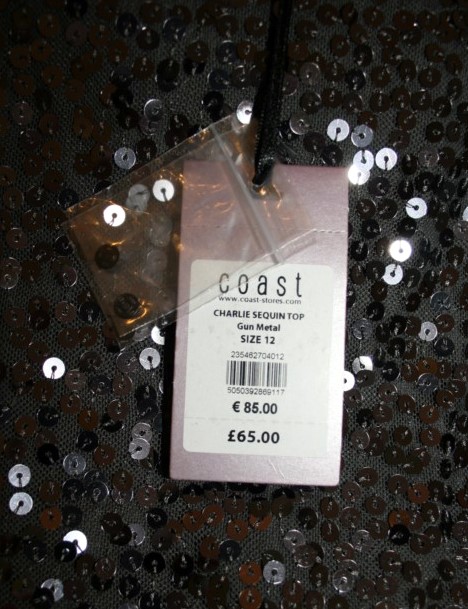 coast
www.coast-stores.com
CHARLIE SEQUIN TOP
Gun Metal
SIZE 12
235462704012
5050392869117
€ 85.00
£65.00